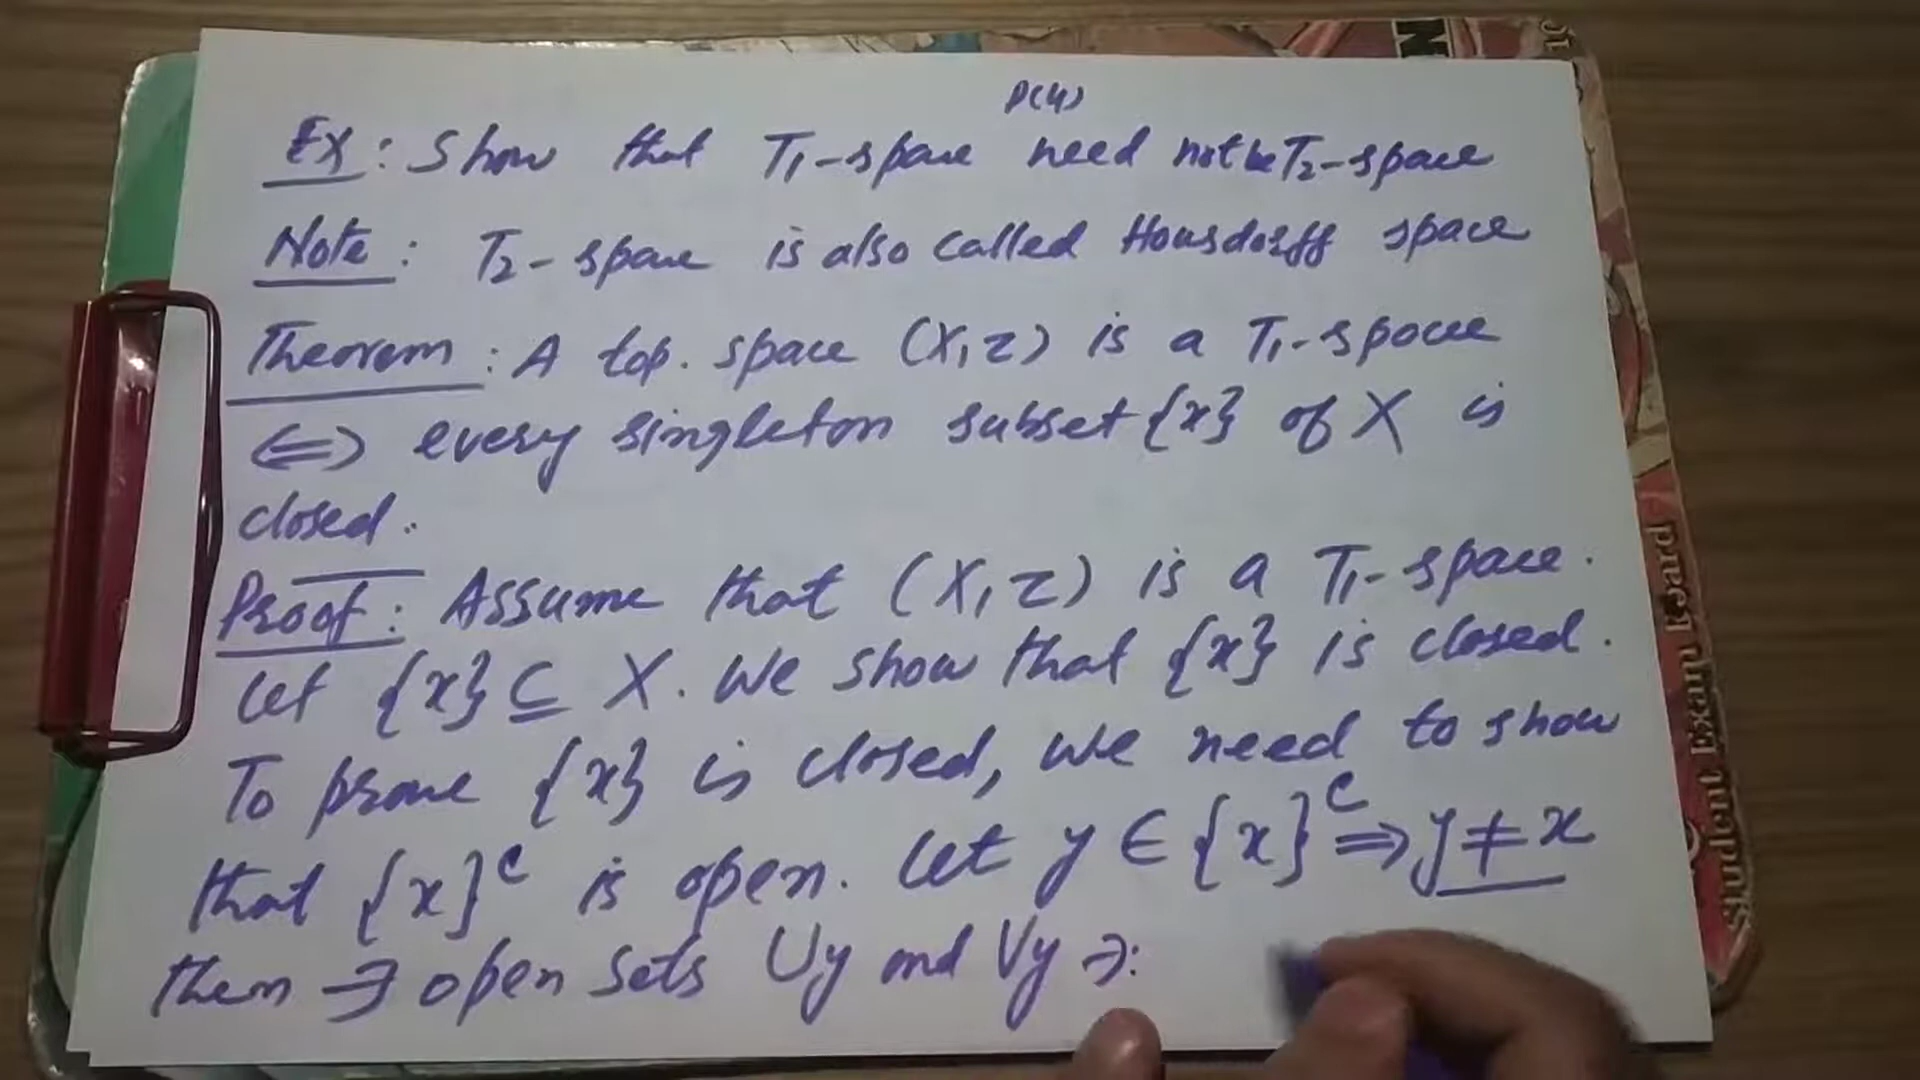 P(4)
Ex : Show that T1-space need not be T2-space
Note : T2-space is also called Housdorff space
Theorem : A top. space (X,τ) is a T1-space
⇔ every singleton subset {x} of X is
closed.
Proof : Assume that (X,τ) is a T1-space.
Let {x} ⊆ X. We show that {x} is closed.
To prove {x} is closed, we need to show
that {x}^c is open. Let y ∈ {x}^c ⇒ y ≠ x
then ∃ open sets Uy and Vy ∋:
Student Exam Board